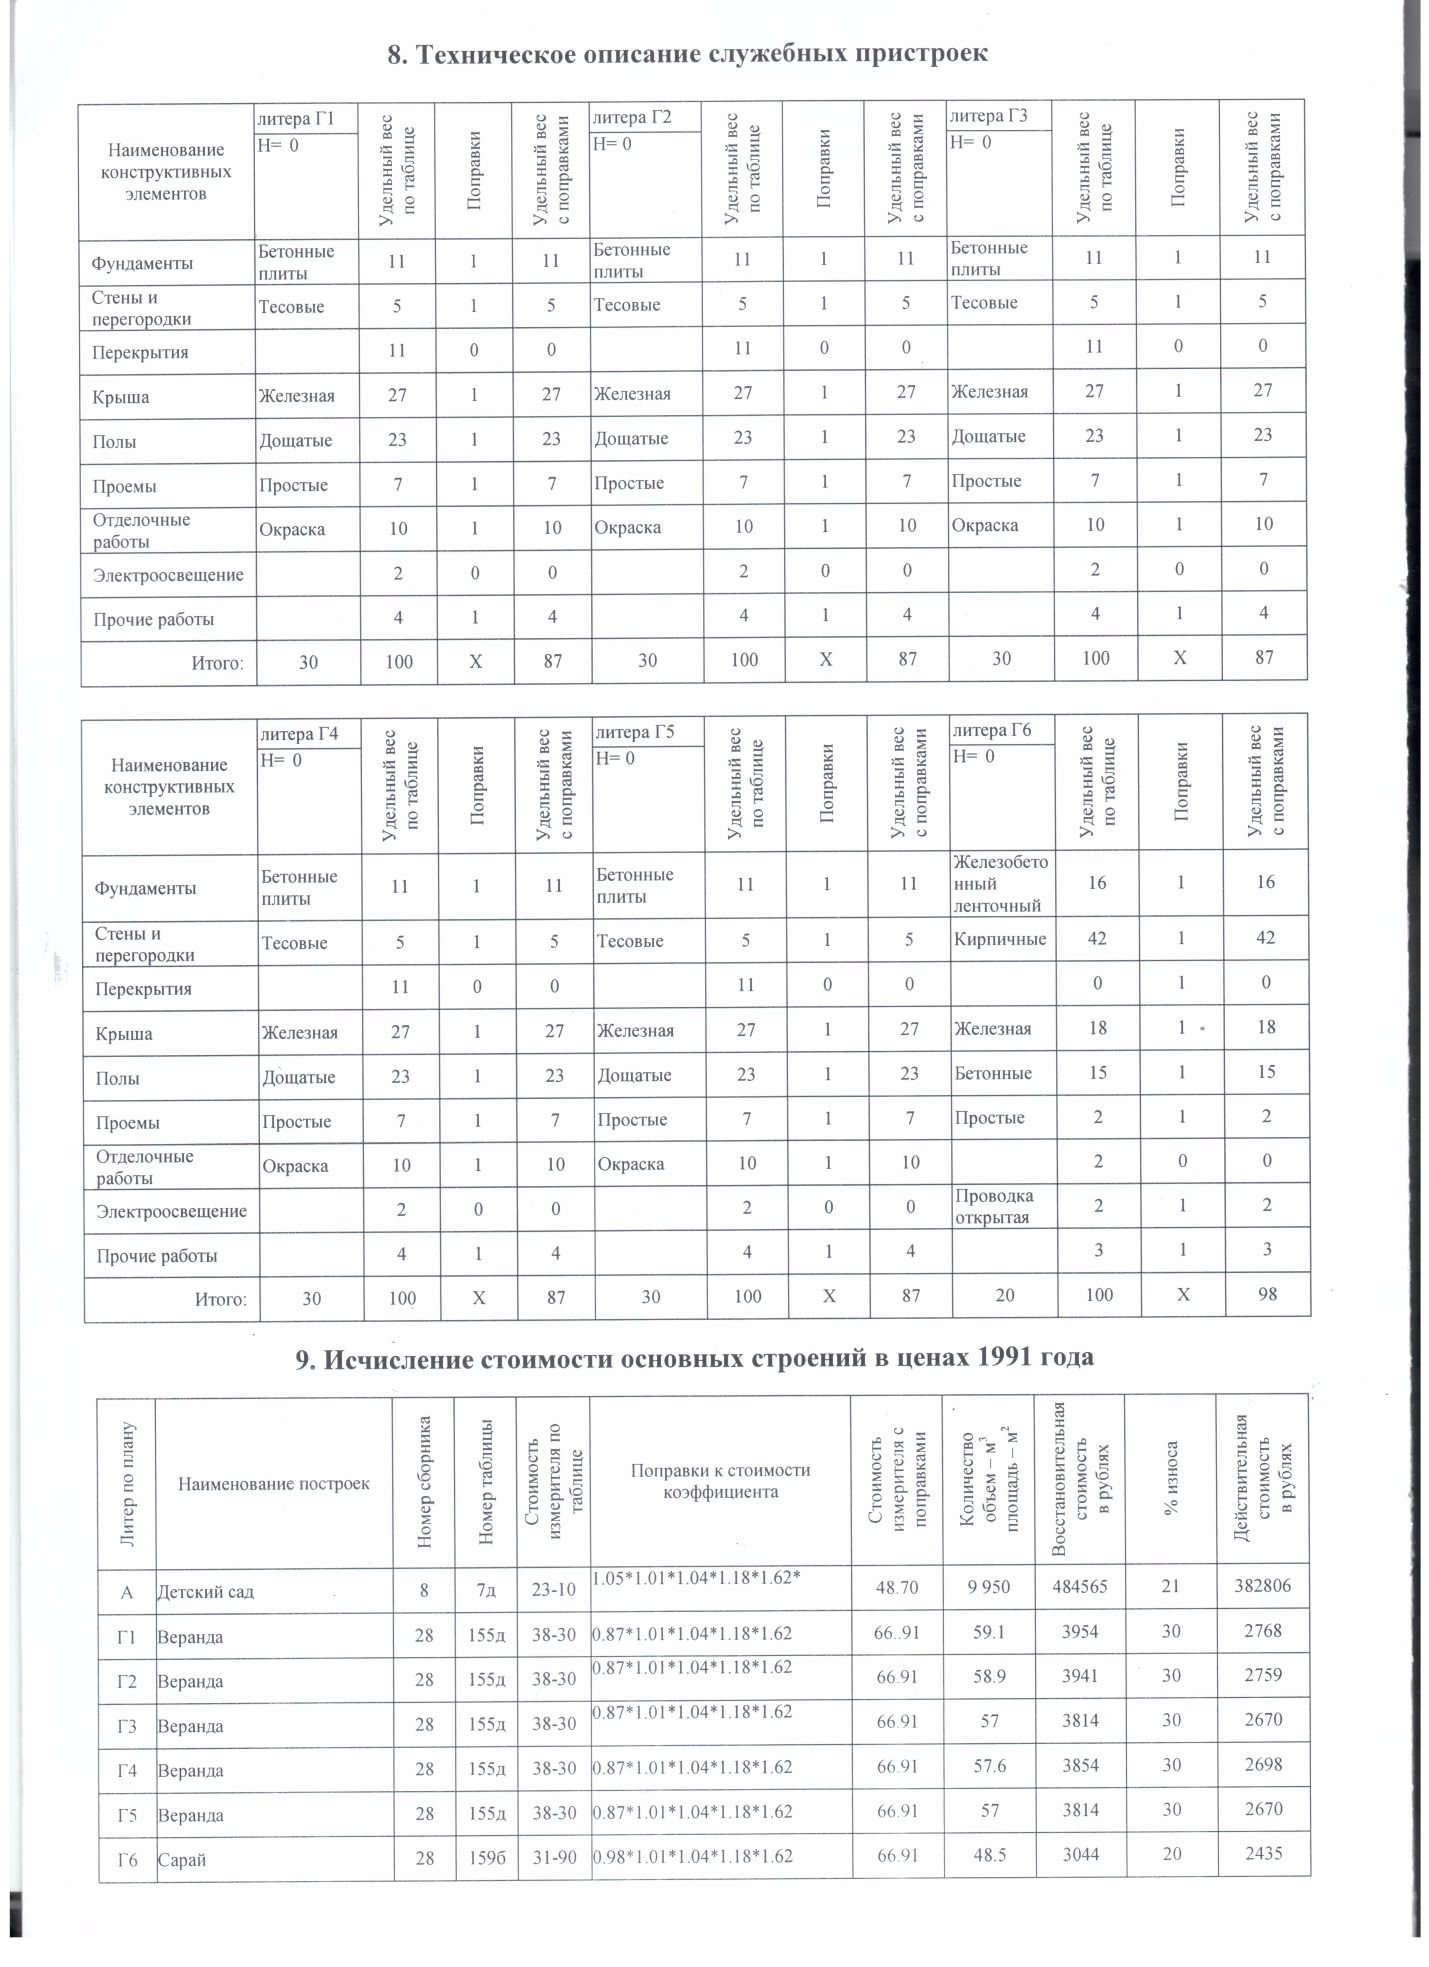 8. Техническое описание служебных пристроек
Наименование конструктивных элементов | литера Г1 H= 0 | Удельный вес по таблице | Поправки | Удельный вес с поправками | литера Г2 H= 0 | Удельный вес по таблице | Поправки | Удельный вес с поправками | литера Г3 H= 0 | Удельный вес по таблице | Поправки | Удельный вес с поправками
Фундаменты | Бетонные плиты | 11 | 1 | 11 | Бетонные плиты | 11 | 1 | 11 | Бетонные плиты | 11 | 1 | 11
Стены и перегородки | Тесовые | 5 | 1 | 5 | Тесовые | 5 | 1 | 5 | Тесовые | 5 | 1 | 5
Перекрытия | | 11 | 0 | 0 | | 11 | 0 | 0 | | 11 | 0 | 0
Крыша | Железная | 27 | 1 | 27 | Железная | 27 | 1 | 27 | Железная | 27 | 1 | 27
Полы | Дощатые | 23 | 1 | 23 | Дощатые | 23 | 1 | 23 | Дощатые | 23 | 1 | 23
Проемы | Простые | 7 | 1 | 7 | Простые | 7 | 1 | 7 | Простые | 7 | 1 | 7
Отделочные работы | Окраска | 10 | 1 | 10 | Окраска | 10 | 1 | 10 | Окраска | 10 | 1 | 10
Электроосвещение | | 2 | 0 | 0 | | 2 | 0 | 0 | | 2 | 0 | 0
Прочие работы | | 4 | 1 | 4 | | 4 | 1 | 4 | | 4 | 1 | 4
Итого: | 30 | 100 | X | 87 | 30 | 100 | X | 87 | 30 | 100 | X | 87
Наименование конструктивных элементов | литера Г4 H= 0 | Удельный вес по таблице | Поправки | Удельный вес с поправками | литера Г5 H= 0 | Удельный вес по таблице | Поправки | Удельный вес с поправками | литера Г6 H= 0 | Удельный вес по таблице | Поправки | Удельный вес с поправками
Фундаменты | Бетонные плиты | 11 | 1 | 11 | Бетонные плиты | 11 | 1 | 11 | Железобето нный ленточный | 16 | 1 | 16
Стены и перегородки | Тесовые | 5 | 1 | 5 | Тесовые | 5 | 1 | 5 | Кирпичные | 42 | 1 | 42
Перекрытия | | 11 | 0 | 0 | | 11 | 0 | 0 | | 0 | 1 | 0
Крыша | Железная | 27 | 1 | 27 | Железная | 27 | 1 | 27 | Железная | 18 | 1 | 18
Полы | Дощатые | 23 | 1 | 23 | Дощатые | 23 | 1 | 23 | Бетонные | 15 | 1 | 15
Проемы | Простые | 7 | 1 | 7 | Простые | 7 | 1 | 7 | Простые | 2 | 1 | 2
Отделочные работы | Окраска | 10 | 1 | 10 | Окраска | 10 | 1 | 10 | | 2 | 0 | 0
Электроосвещение | | 2 | 0 | 0 | | 2 | 0 | 0 | Проводка открытая | 2 | 1 | 2
Прочие работы | | 4 | 1 | 4 | | 4 | 1 | 4 | | 3 | 1 | 3
Итого: | 30 | 100 | X | 87 | 30 | 100 | X | 87 | 20 | 100 | X | 98
9. Исчисление стоимости основных строений в ценах 1991 года
Литер по плану | Наименование построек | Номер сборника | Номер таблицы | Стоимость измерителя по таблице | Поправки к стоимости коэффициента | Стоимость измерителя с поправками | Количество объем – м³ площадь – м² | Восстановительная стоимость в рублях | % износа | Действительная стоимость в рублях
А | Детский сад | 8 | 7д | 23-10 | 1.05*1.01*1.04*1.18*1.62* | 48.70 | 9 950 | 484565 | 21 | 382806
Г1 | Веранда | 28 | 155д | 38-30 | 0.87*1.01*1.04*1.18*1.62 | 66..91 | 59.1 | 3954 | 30 | 2768
Г2 | Веранда | 28 | 155д | 38-30 | 0.87*1.01*1.04*1.18*1.62 | 66.91 | 58.9 | 3941 | 30 | 2759
Г3 | Веранда | 28 | 155д | 38-30 | 0.87*1.01*1.04*1.18*1.62 | 66.91 | 57 | 3814 | 30 | 2670
Г4 | Веранда | 28 | 155д | 38-30 | 0.87*1.01*1.04*1.18*1.62 | 66.91 | 57.6 | 3854 | 30 | 2698
Г5 | Веранда | 28 | 155д | 38-30 | 0.87*1.01*1.04*1.18*1.62 | 66.91 | 57 | 3814 | 30 | 2670
Г6 | Сарай | 28 | 159б | 31-90 | 0.98*1.01*1.04*1.18*1.62 | 66.91 | 48.5 | 3044 | 20 | 2435